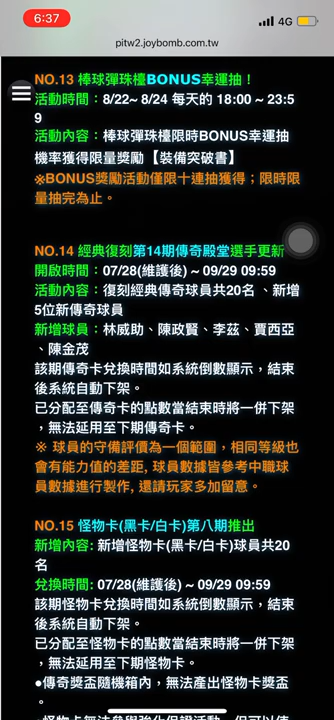 6:37
4G
pitw2.joybomb.com.tw
NO.13 棒球彈珠檯BONUS幸運抽！
活動時間：8/22~ 8/24 每天的 18:00 ~ 23:5
9
活動內容：棒球彈珠檯限時BONUS幸運抽
機率獲得限量獎勵【裝備突破書】
※BONUS獎勵活動僅限十連抽獲得；限時限
量抽完為止。
NO.14 經典復刻第14期傳奇殿堂選手更新
開啟時間：07/28(維護後) ~ 09/29 09:59
活動內容：復刻經典傳奇球員共20名 、新增
5位新傳奇球員
新增球員：林威助、陳政賢、李茲、賈西亞
、陳金茂
該期傳奇卡兌換時間如系統倒數顯示，結束
後系統自動下架。
已分配至傳奇卡的點數當結束時將一併下架
，無法延用至下期傳奇卡。
※ 球員的守備評價為一個範圍，相同等級也
會有能力值的差距, 球員數據皆參考中職球
員數據進行製作, 還請玩家多加留意。
NO.15 怪物卡(黑卡/白卡)第八期推出
新增內容: 新增怪物卡(黑卡/白卡)球員共20
名
兌換時間: 07/28(維護後) ~ 09/29 09:59
該期怪物卡兌換時間如系統倒數顯示，結束
後系統自動下架。
已分配至怪物卡的點數當結束時將一併下架
，無法延用至下期怪物卡。
●傳奇獎盃隨機箱內，無法產出怪物卡獎盃
。